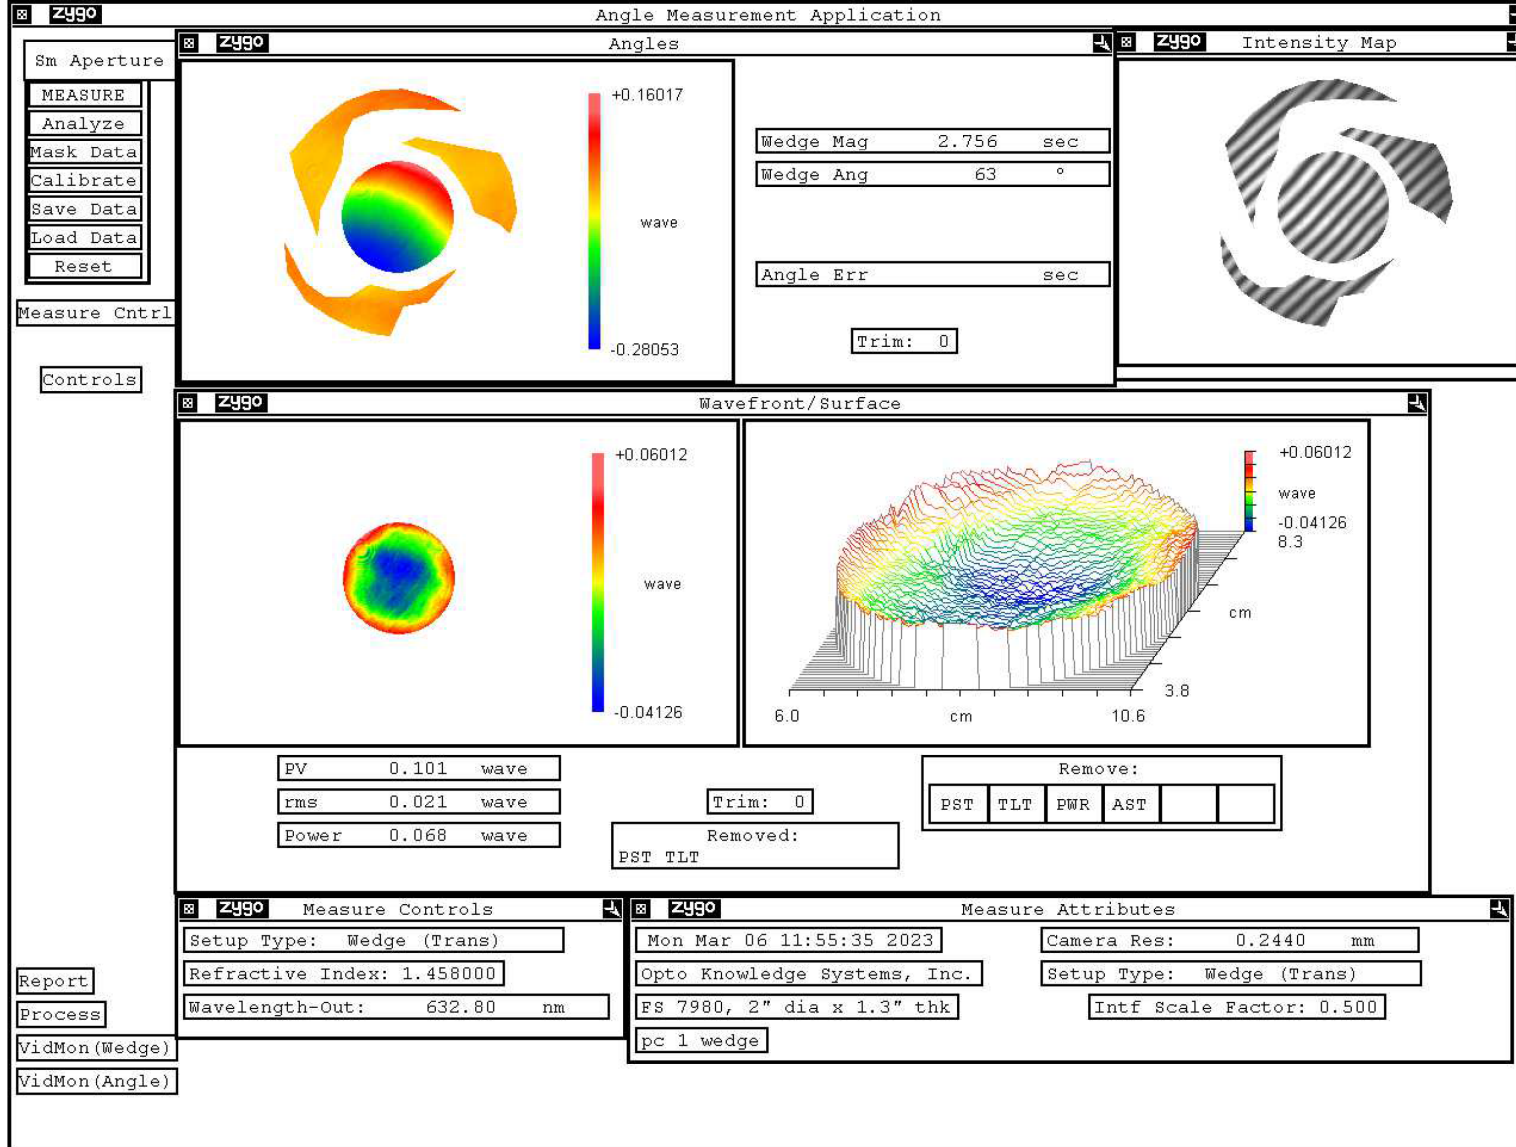 zygo Angle Measurement Application
Sm Aperture
MEASURE
Analyze
Mask Data
Calibrate
Save Data
Load Data
Reset
Measure Cntrl
Controls
Report
Process
VidMon(Wedge)
VidMon(Angle)
zygo Angles
+0.16017
wave
-0.28053
Wedge Mag 2.756 sec
Wedge Ang 63 °
Angle Err sec
Trim: 0
zygo Intensity Map
zygo Wavefront/Surface
+0.06012
wave
-0.04126
+0.06012
wave
-0.04126
8.3
cm
3.8
6.0 cm 10.6
PV 0.101 wave
rms 0.021 wave
Power 0.068 wave
Trim: 0
Removed:
PST TLT
Remove:
PST TLT PWR AST
zygo Measure Controls
Setup Type: Wedge (Trans)
Refractive Index: 1.458000
Wavelength-Out: 632.80 nm
zygo Measure Attributes
Mon Mar 06 11:55:35 2023
Opto Knowledge Systems, Inc.
FS 7980, 2" dia x 1.3" thk
pc 1 wedge
Camera Res: 0.2440 mm
Setup Type: Wedge (Trans)
Intf Scale Factor: 0.500